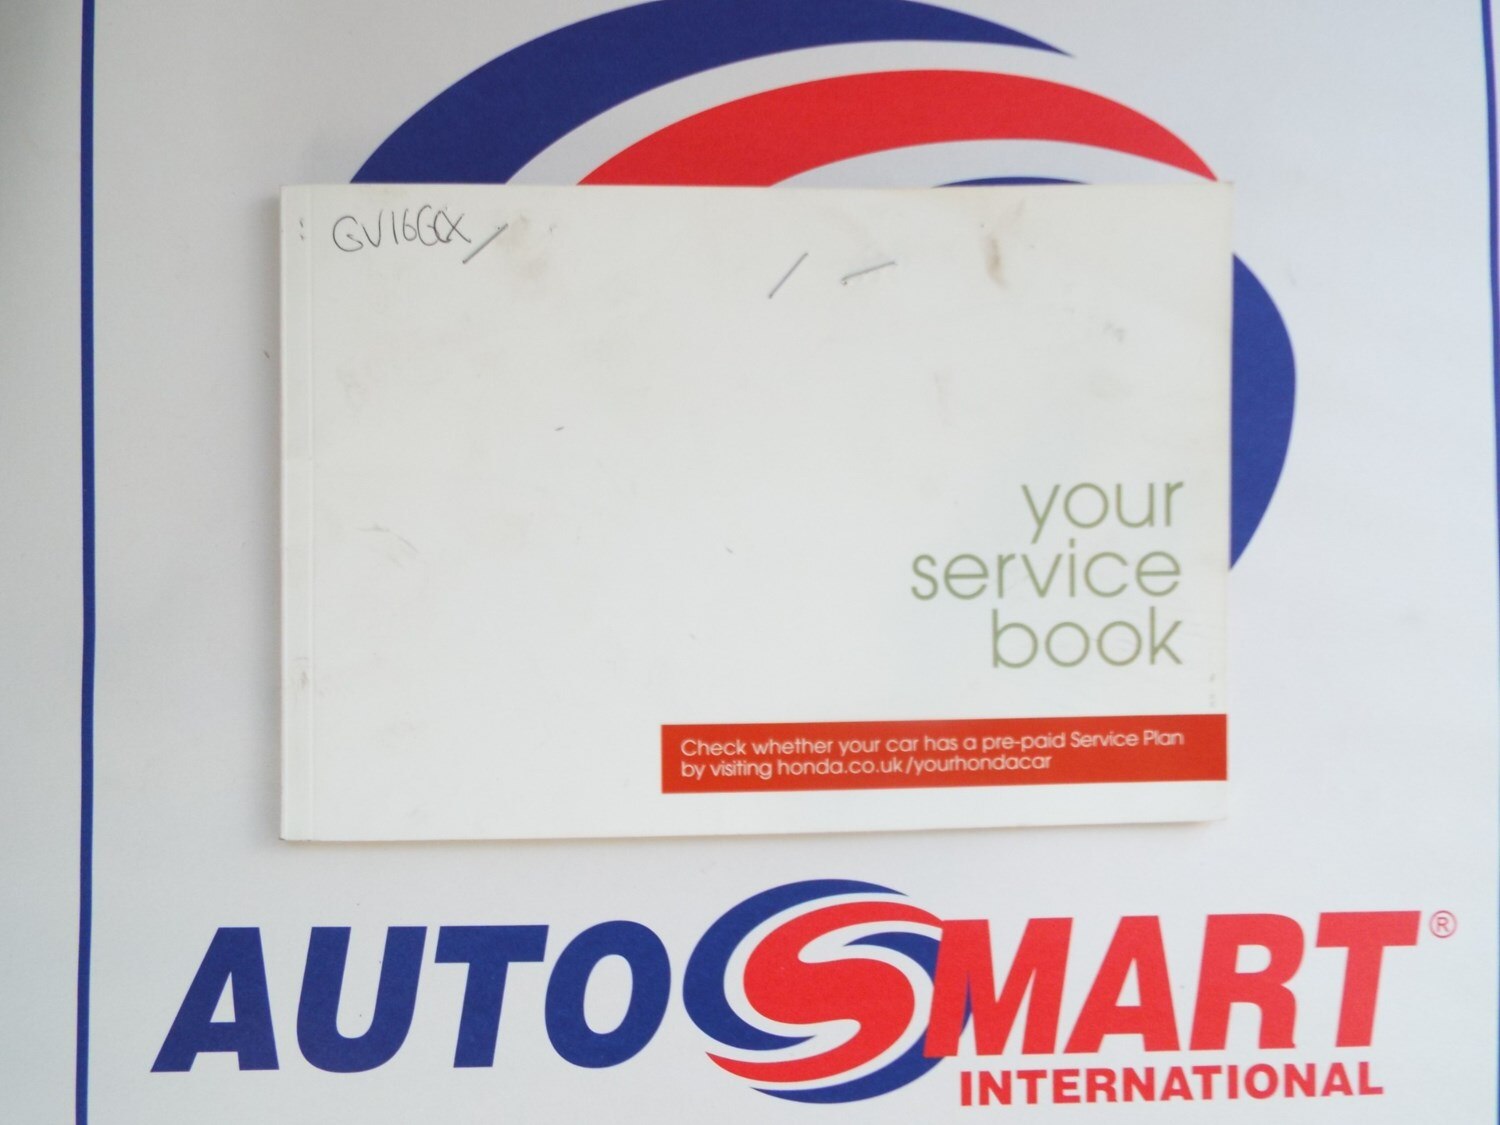 GV16GCX
your
service
book
Check whether your car has a pre-paid Service Plan
by visiting honda.co.uk/yourhondacar
AUTOSMART®
INTERNATIONAL